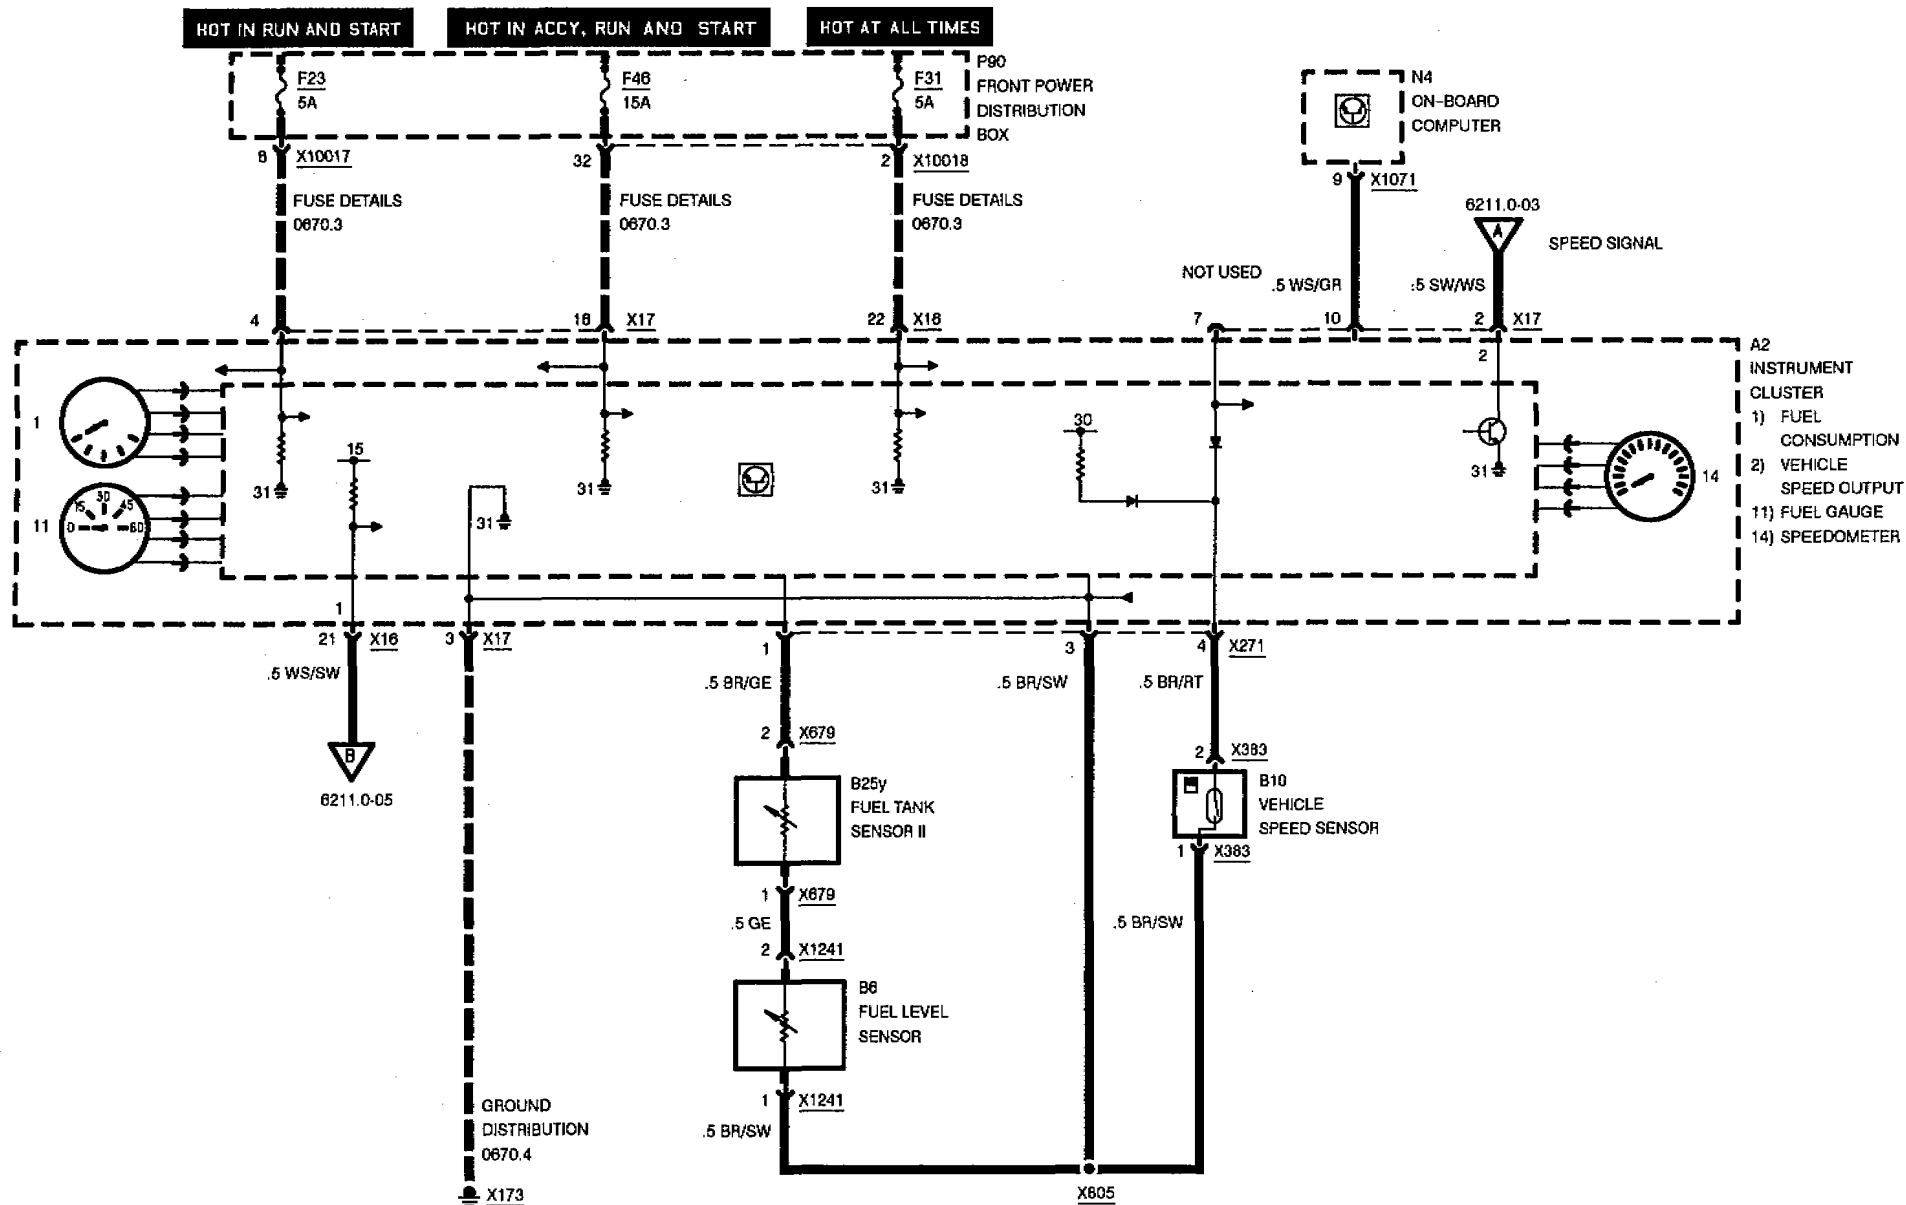 HOT IN RUN AND START
HOT IN ACCY, RUN AND START
HOT AT ALL TIMES
F23
5A
F46
15A
F31
5A
P90
FRONT POWER
DISTRIBUTION
BOX
N4
ON-BOARD
COMPUTER
8 X10017
32
2 X10018
9 X1071
FUSE DETAILS
0670.3
FUSE DETAILS
0670.3
FUSE DETAILS
0670.3
6211.0-03
A
SPEED SIGNAL
NOT USED
.5 WS/GR
.5 SW/WS
4
18 X17
22 X16
7
10
2 X17
2
A2
INSTRUMENT
CLUSTER
1) FUEL
CONSUMPTION
2) VEHICLE
SPEED OUTPUT
11) FUEL GAUGE
14) SPEEDOMETER
1
11
0 15 30 45 60
15
30
31
31
31
31
31
14
1
21 X16
3 X17
1
3
4 X271
.5 WS/SW
.5 BR/GE
.5 BR/SW
.5 BR/RT
B
6211.0-05
2 X679
B25y
FUEL TANK
SENSOR II
2 X383
B10
VEHICLE
SPEED SENSOR
1 X383
1 X679
.5 GE
.5 BR/SW
2 X1241
B6
FUEL LEVEL
SENSOR
1 X1241
.5 BR/SW
GROUND
DISTRIBUTION
0670.4
X173
X805